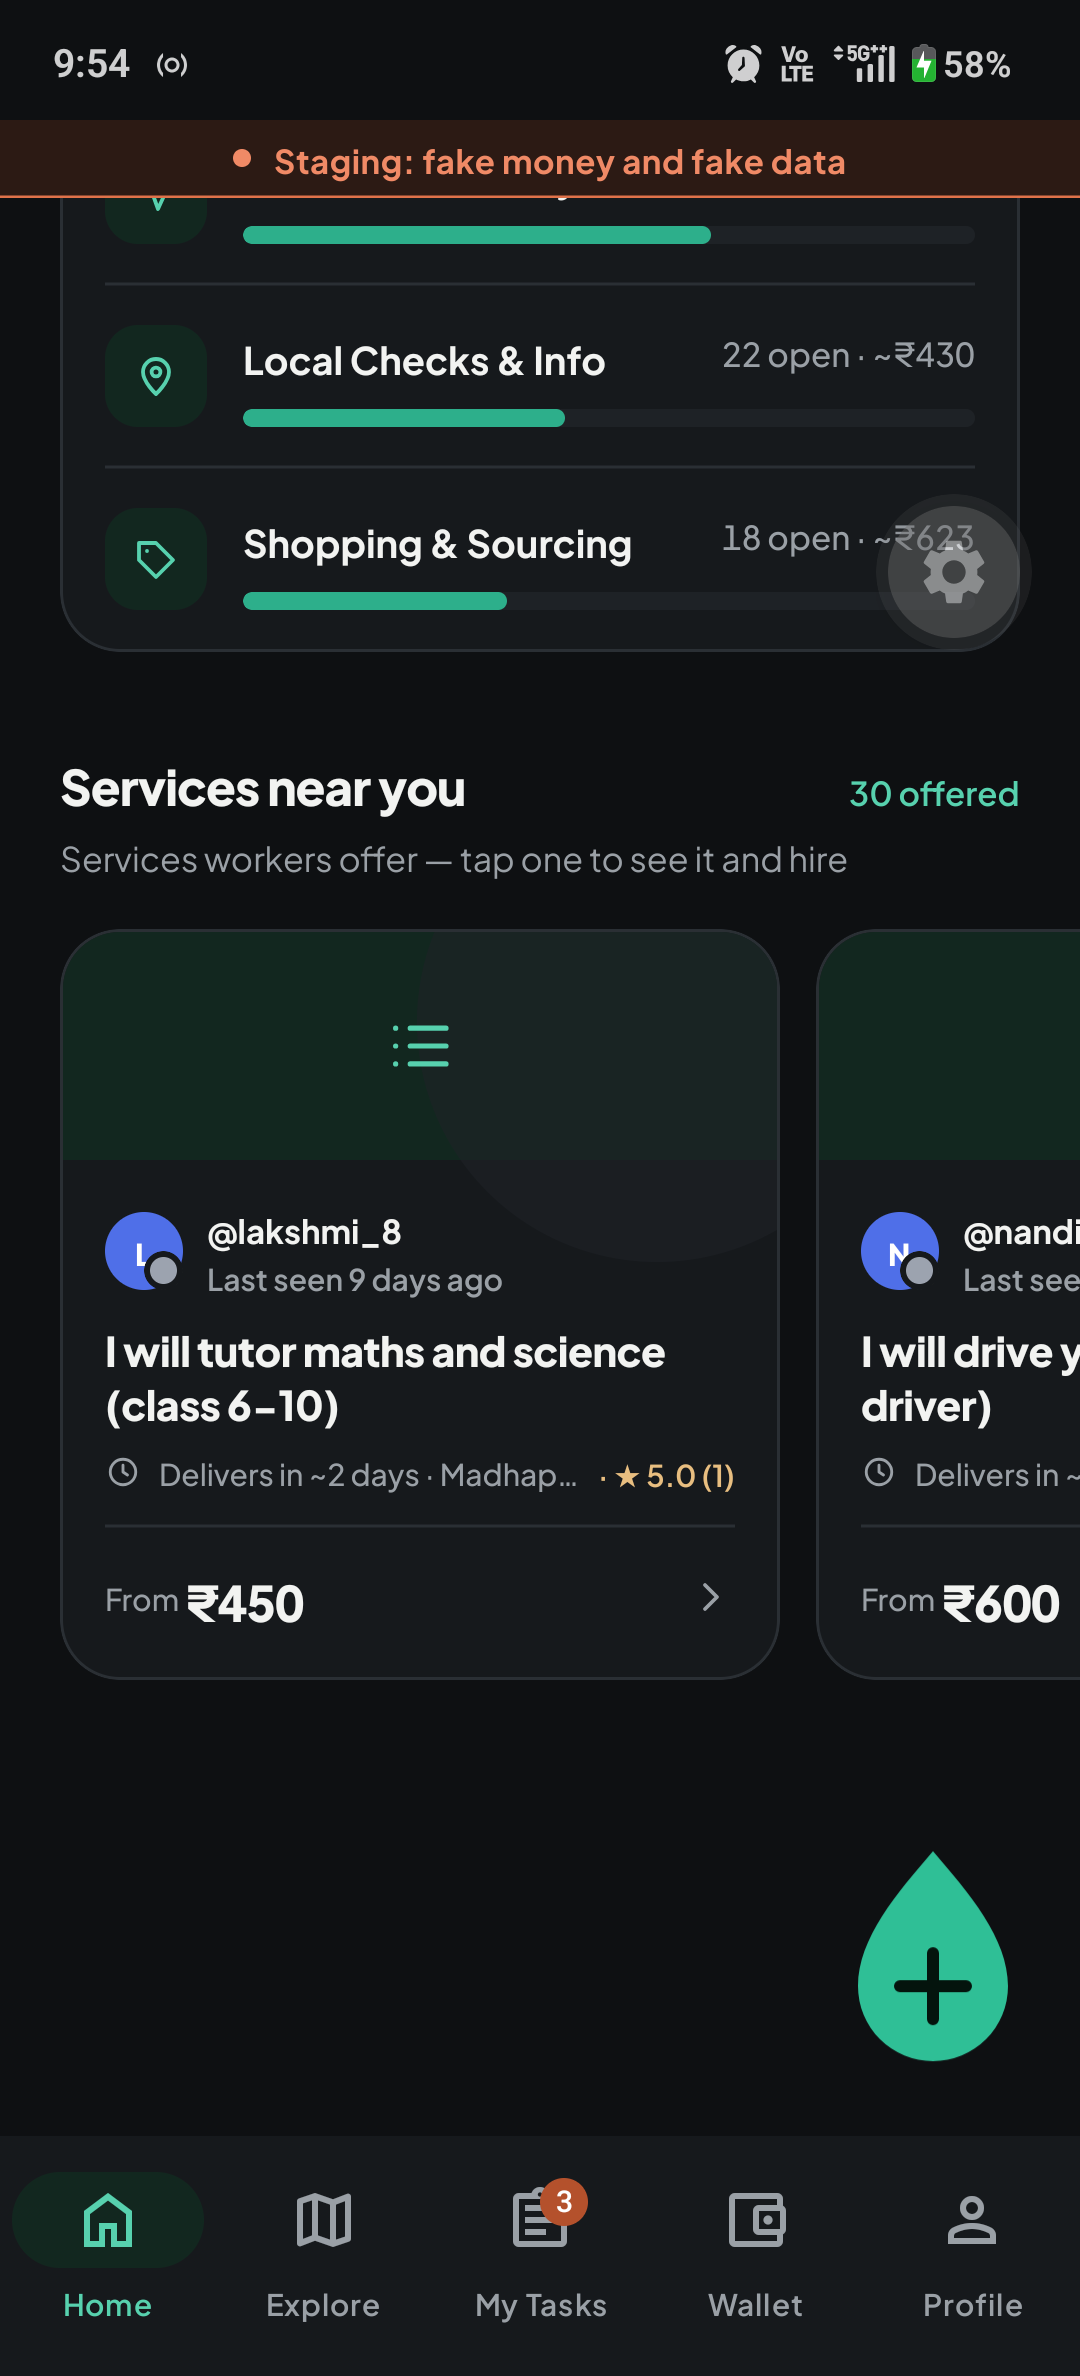 9:54
Vo LTE 5G++ 58%
Staging: fake money and fake data
Local Checks & Info
22 open · ~₹430
Shopping & Sourcing
18 open · ~₹623
Services near you
30 offered
Services workers offer — tap one to see it and hire
L
@lakshmi_8
Last seen 9 days ago
I will tutor maths and science
(class 6–10)
Delivers in ~2 days · Madhap... · ★ 5.0 (1)
From ₹450
N
@nandi
Last see
I will drive y
driver)
Delivers in ~
From ₹600
3
Home
Explore
My Tasks
Wallet
Profile